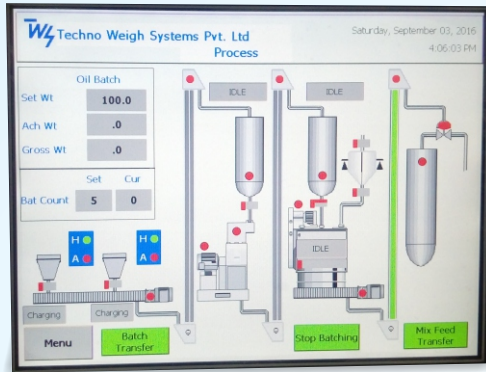 TWS Techno Weigh Systems Pvt. Ltd
Process
Saturday, September 03, 2016
4:06:03 PM
Oil Batch
Set Wt 100.0
Ach Wt .0
Gross Wt .0
Set Cur
Bat Count 5 0
IDLE
IDLE
IDLE
H
A
H
A
Charging
Charging
Menu
Batch
Transfer
Stop Batching
Mix Feed
Transfer